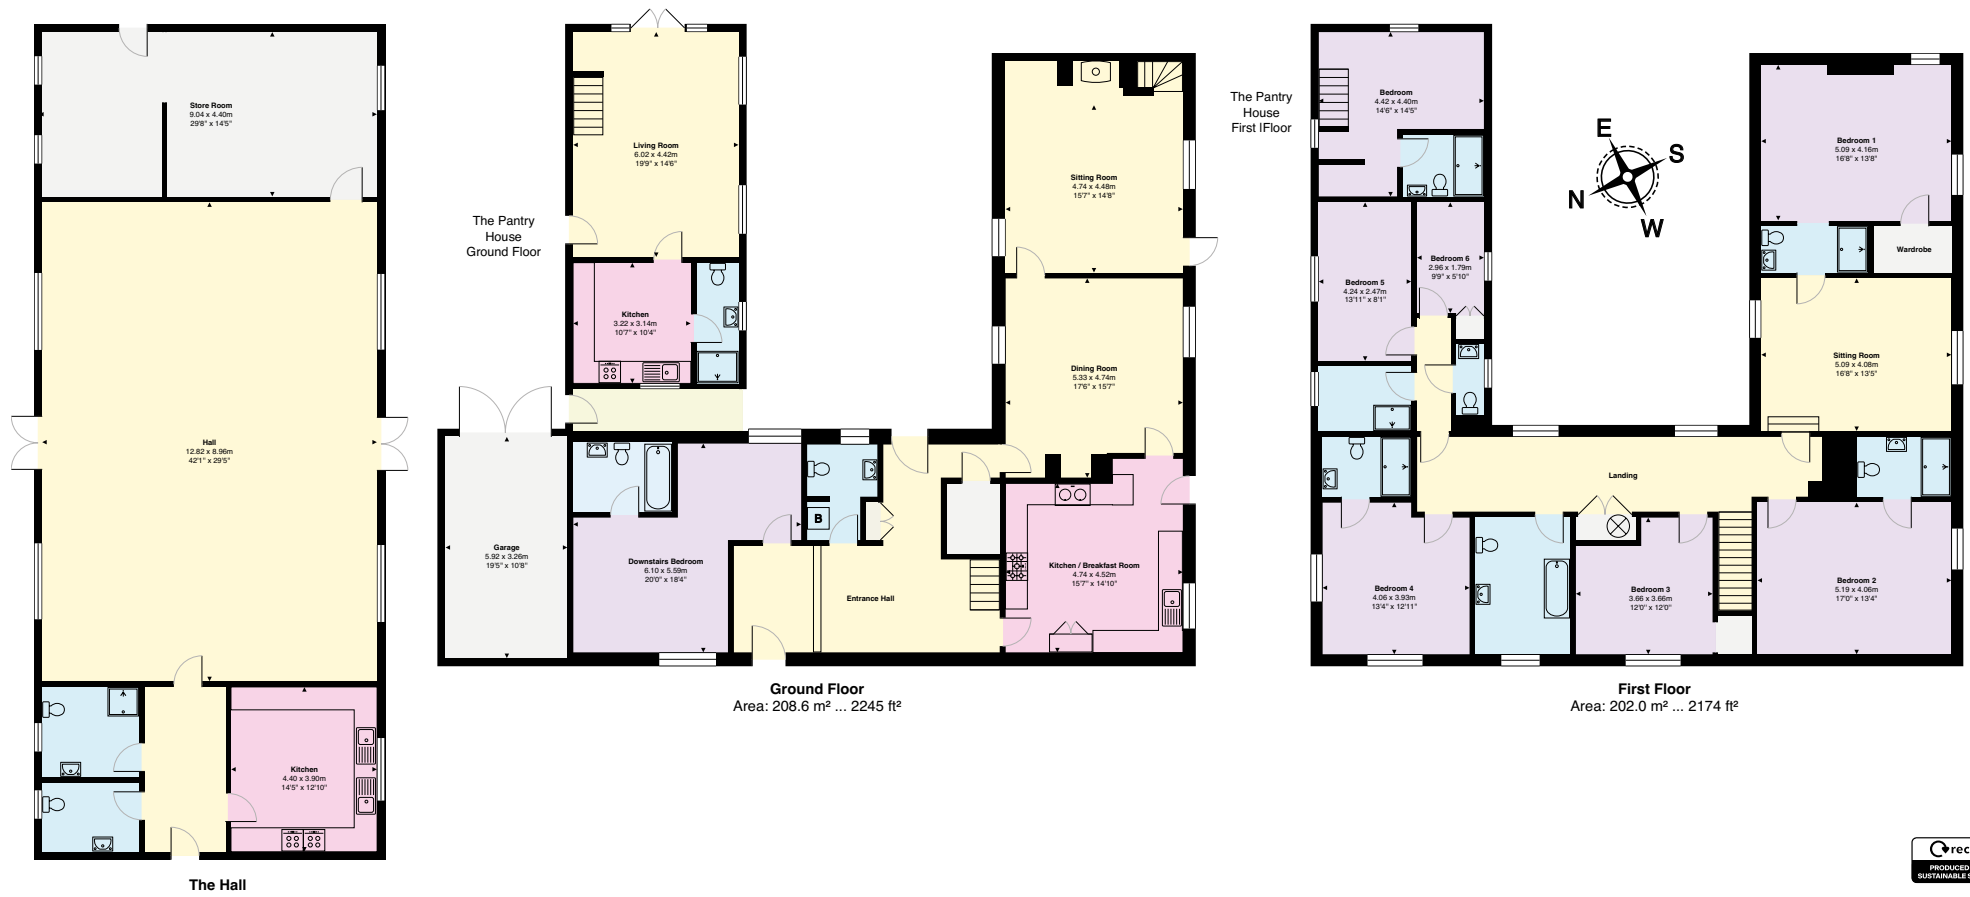 Store Room
9.04 x 4.40m
29'8" x 14'5"
Hall
12.82 x 8.96m
42'1" x 29'5"
Kitchen
4.40 x 3.90m
14'5" x 12'10"
The Hall
The Pantry
House
Ground Floor
Living Room
6.02 x 4.42m
19'9" x 14'6"
Kitchen
3.22 x 3.14m
10'7" x 10'4"
Sitting Room
4.74 x 4.48m
15'7" x 14'8"
Dining Room
5.33 x 4.74m
17'6" x 15'7"
B
Garage
5.92 x 3.26m
19'5" x 10'8"
Downstairs Bedroom
6.10 x 5.59m
20'0" x 18'4"
Entrance Hall
Kitchen / Breakfast Room
4.74 x 4.52m
15'7" x 14'10"
Ground Floor
Area: 208.6 m² ... 2245 ft²
The Pantry
House
First lFloor
Bedroom
4.42 x 4.40m
14'6" x 14'5"
E
S
N
W
Bedroom 1
5.09 x 4.16m
16'8" x 13'8"
Wardrobe
Bedroom 6
2.96 x 1.79m
9'9" x 5'10"
Bedroom 5
4.24 x 2.47m
13'11" x 8'1"
Sitting Room
5.09 x 4.08m
16'8" x 13'5"
Landing
Bedroom 4
4.06 x 3.93m
13'4" x 12'11"
Bedroom 3
3.66 x 3.66m
12'0" x 12'0"
Bedroom 2
5.19 x 4.06m
17'0" x 13'4"
First Floor
Area: 202.0 m² ... 2174 ft²
rec
PRODUCED
SUSTAINABLE S